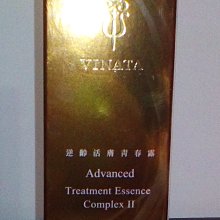 VINATA
逆齡活膚青春露
Advanced
Treatment Essence
Complex II